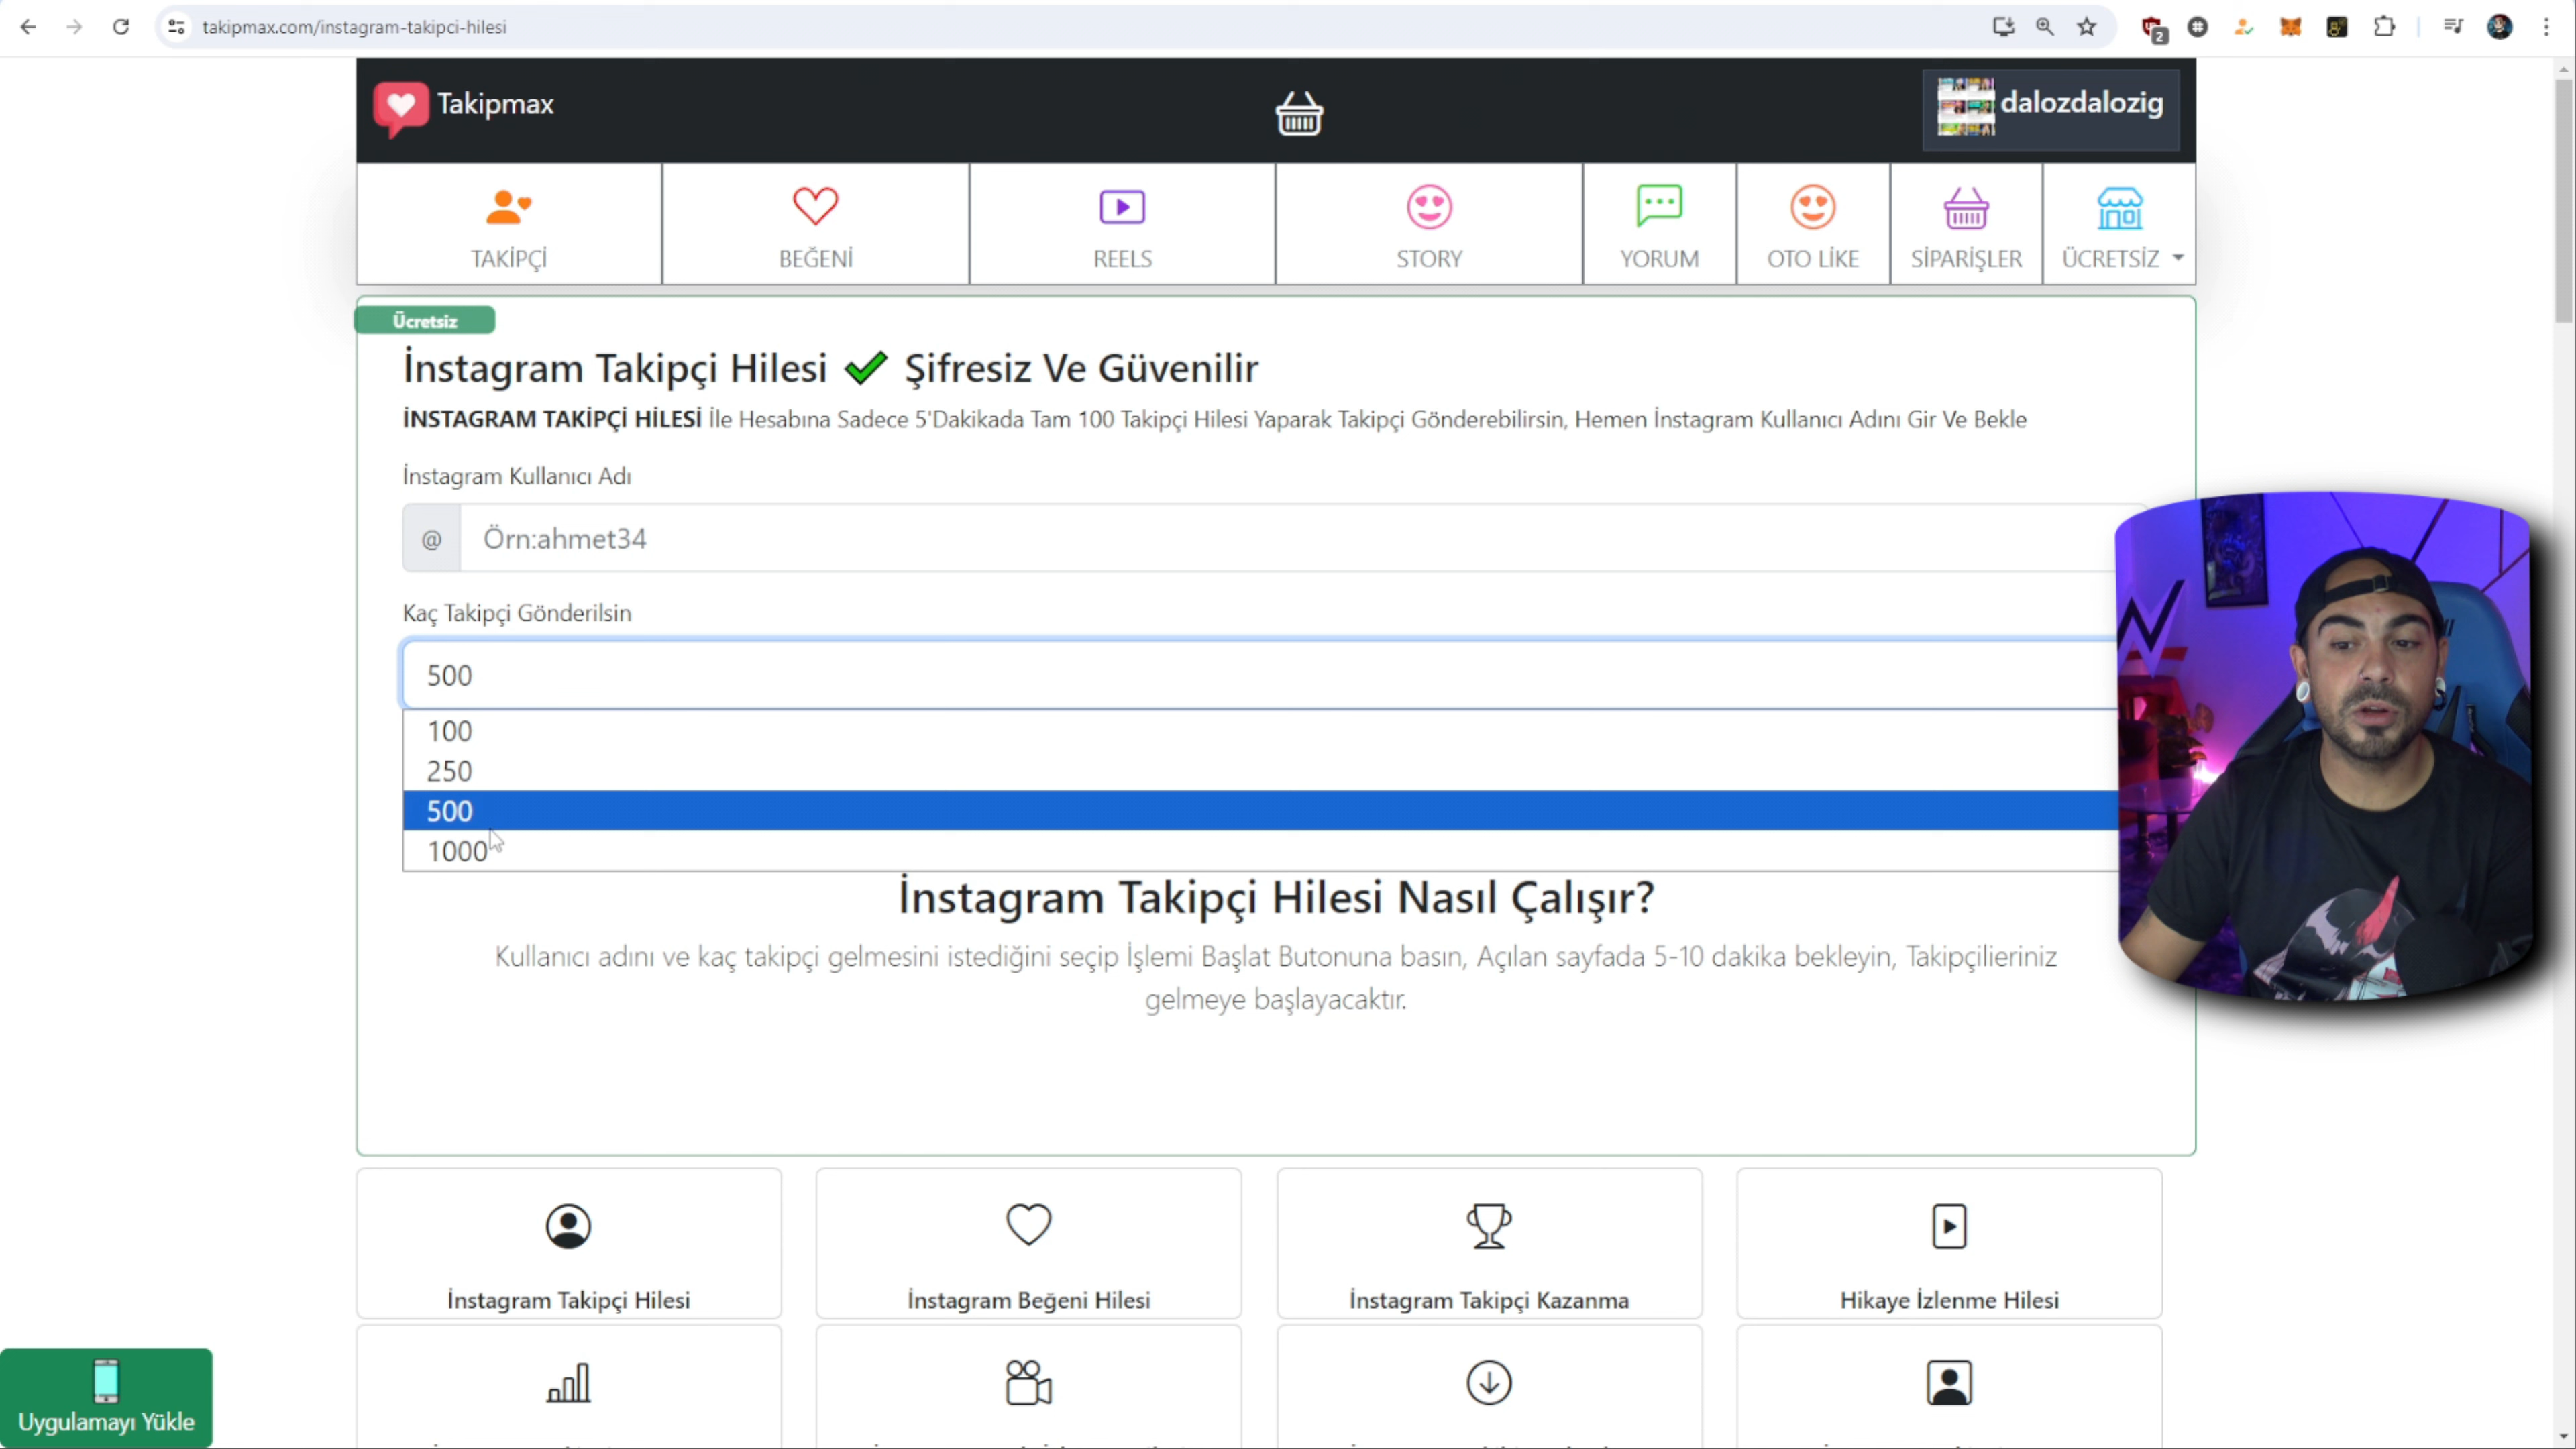 takipmax.com/instagram-takipci-hilesi
2
Takipmax
dalozdalozig
TAKİPÇİ
BEĞENİ
REELS
STORY
YORUM
OTO LİKE
SİPARİŞLER
ÜCRETSİZ
Ücretsiz
İnstagram Takipçi Hilesi ✔ Şifresiz Ve Güvenilir
İNSTAGRAM TAKİPÇİ HİLESİ İle Hesabına Sadece 5'Dakikada Tam 100 Takipçi Hilesi Yaparak Takipçi Gönderebilirsin, Hemen İnstagram Kullanıcı Adını Gir Ve Bekle
İnstagram Kullanıcı Adı
@ Örn:ahmet34
Kaç Takipçi Gönderilsin
500
100
250
500
1000
İnstagram Takipçi Hilesi Nasıl Çalışır?
Kullanıcı adını ve kaç takipçi gelmesini istediğini seçip İşlemi Başlat Butonuna basın, Açılan sayfada 5-10 dakika bekleyin, Takipçilieriniz
gelmeye başlayacaktır.
İnstagram Takipçi Hilesi
İnstagram Beğeni Hilesi
İnstagram Takipçi Kazanma
Hikaye İzlenme Hilesi
Uygulamayı Yükle